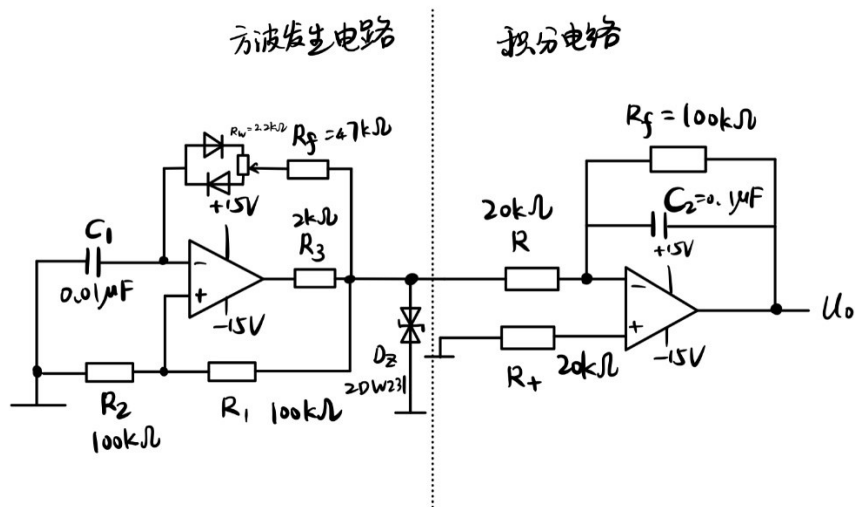 方波发生电路
积分电络
Rw=2.2kΩ
Rf=47kΩ
Rf=100kΩ
+15V
C1
0.01μF
2kΩ
R3
-15V
20kΩ
R
C2=0.1μF
+15V
U0
-15V
DZ
2DW231
R+
20kΩ
R2
100kΩ
R1
100kΩ
-
+
-
+